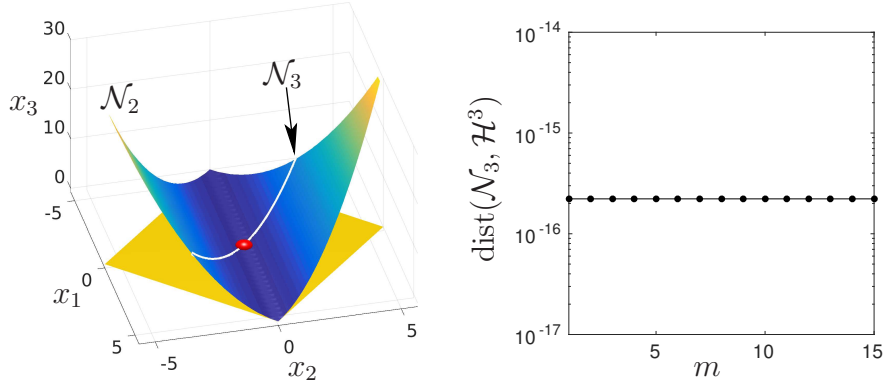 30
20
10
0
x₃
𝒩₂
𝒩₃
-5
0
5
x₁
-5
0
5
x₂
10⁻¹⁴
10⁻¹⁵
10⁻¹⁶
10⁻¹⁷
dist(𝒩₃, ℋ³)
5
10
15
m